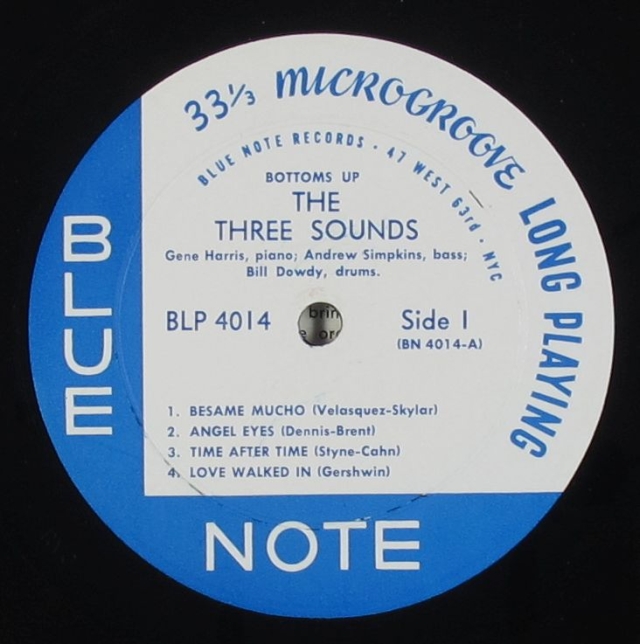 33⅓ MICROGROOVE LONG PLAYING
BLUE NOTE RECORDS • 47 WEST 63rd • NYC
BOTTOMS UP
THE
THREE SOUNDS
Gene Harris, piano; Andrew Simpkins, bass;
Bill Dowdy, drums.
BLP 4014
Side 1
(BN 4014-A)
1. BESAME MUCHO (Velasquez-Skylar)
2. ANGEL EYES (Dennis-Brent)
3. TIME AFTER TIME (Styne-Cahn)
4. LOVE WALKED IN (Gershwin)
BLUE
NOTE